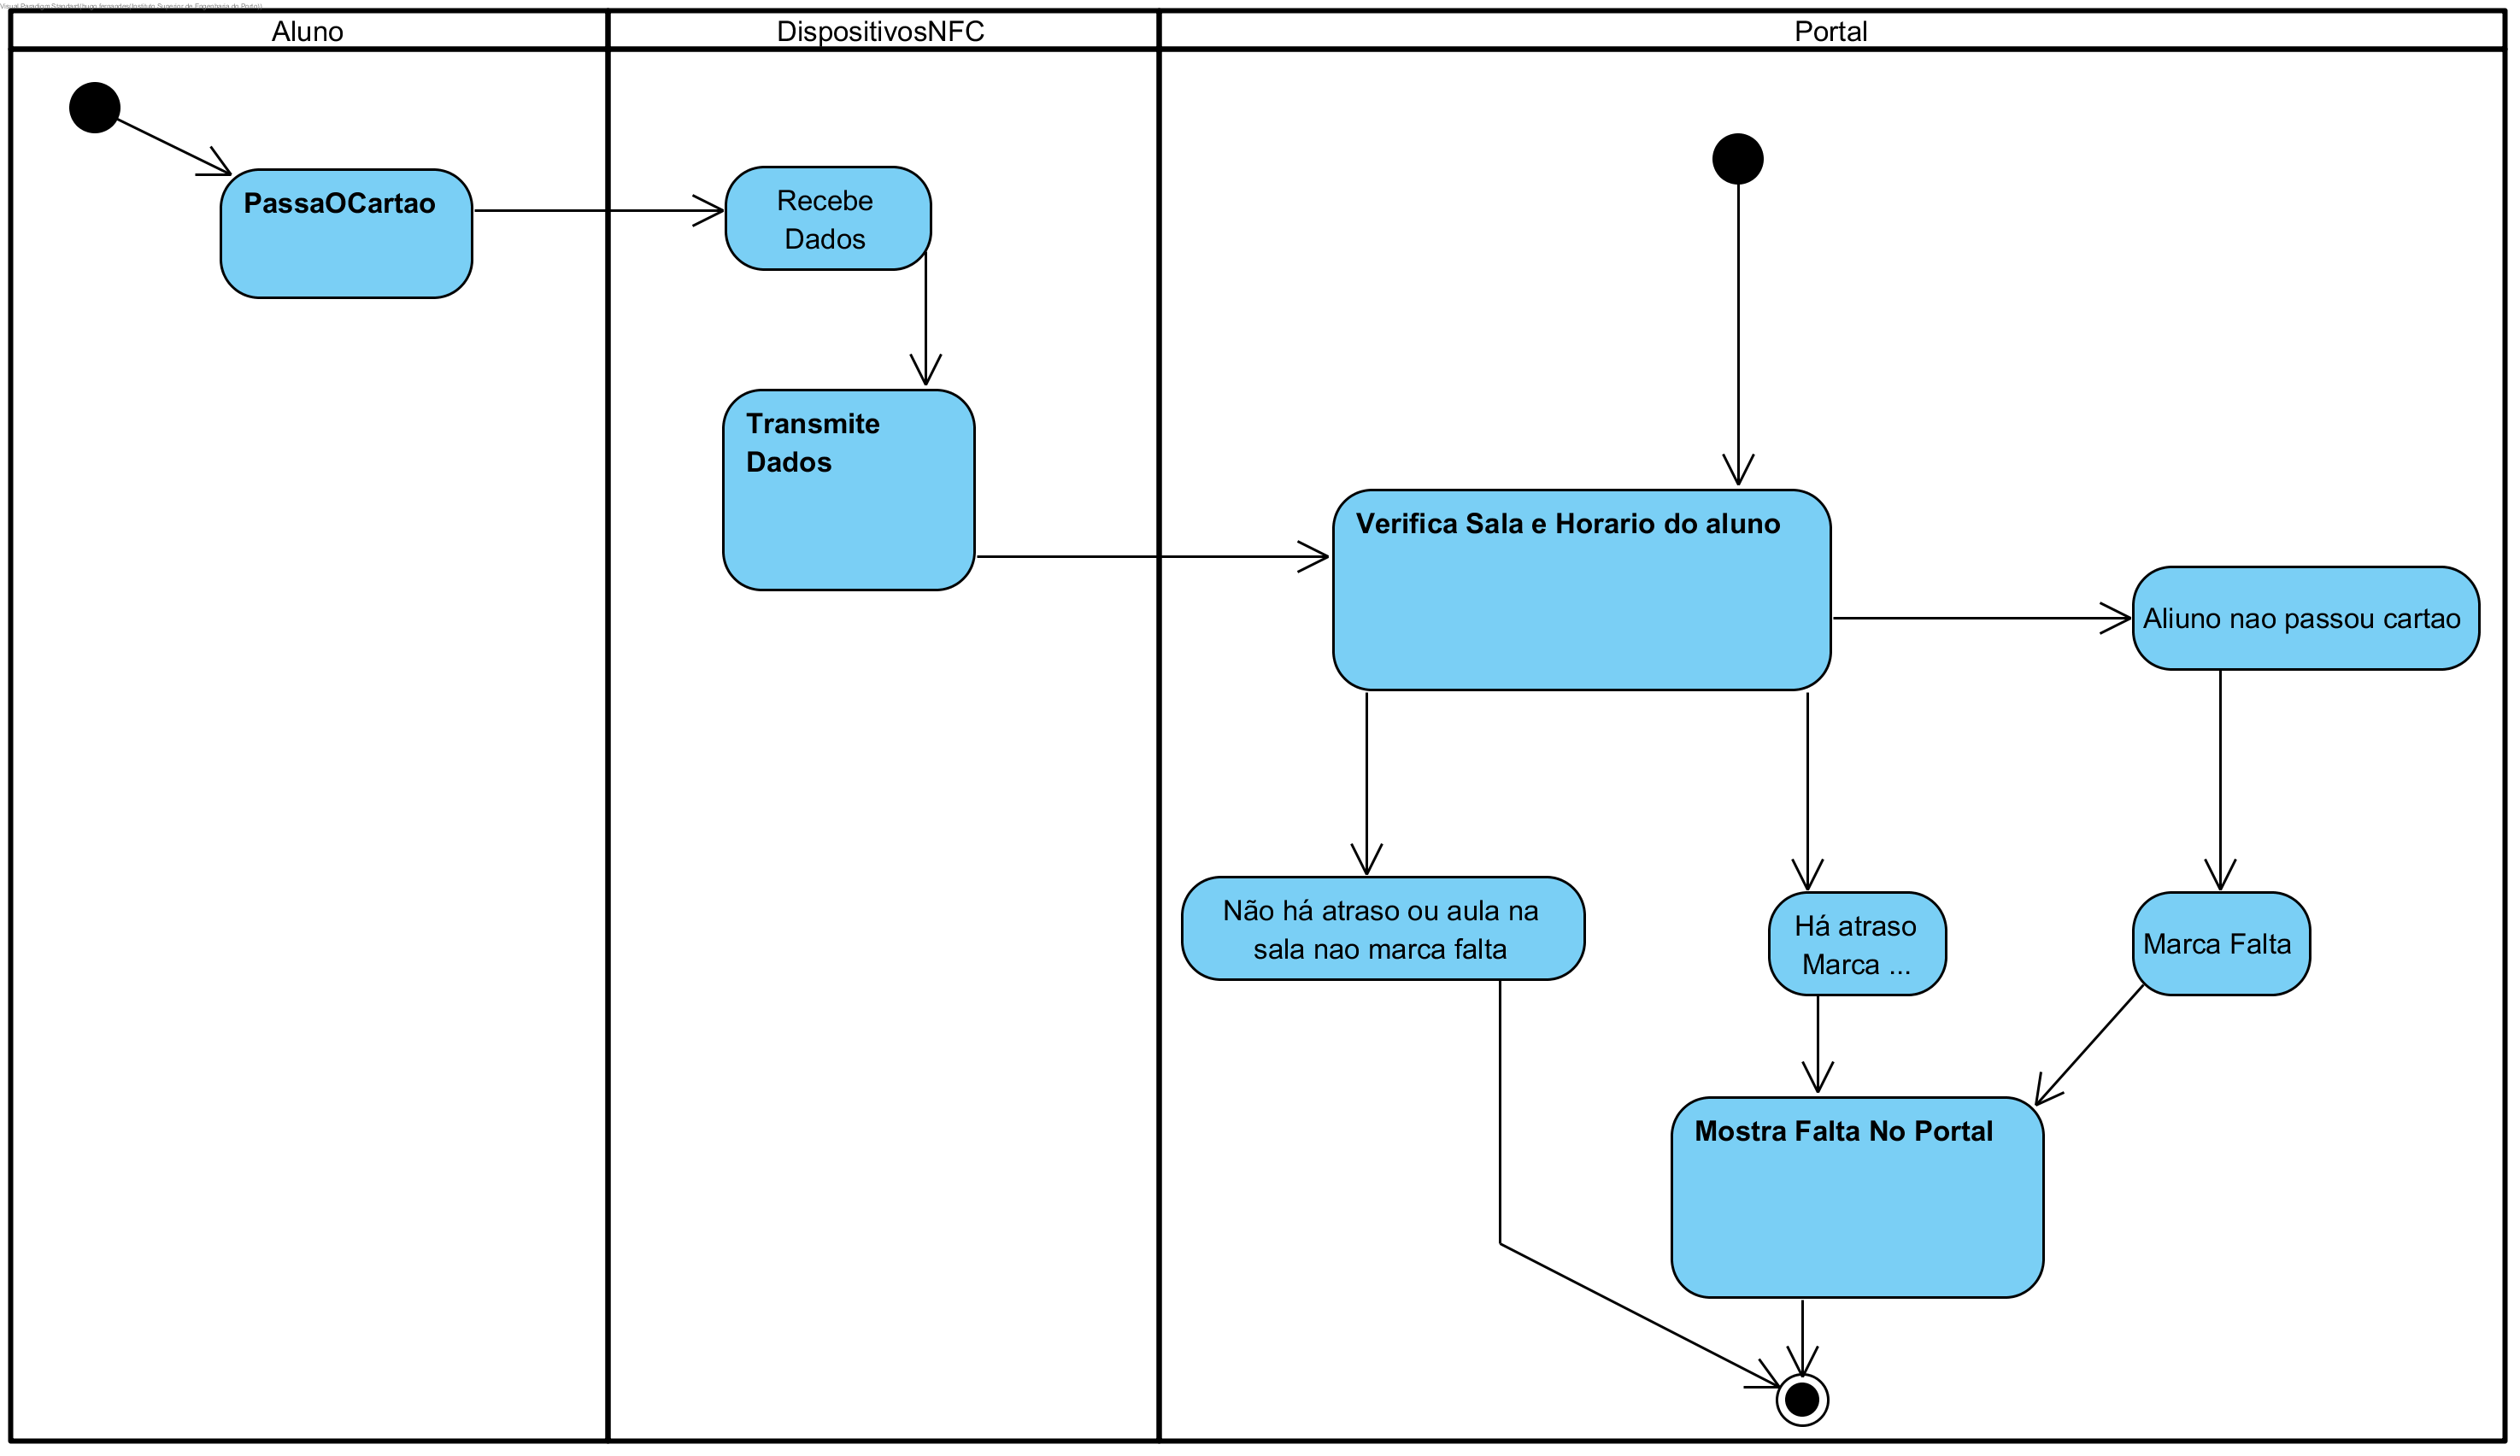 Visual Paradigm Standard(hugo.fernandes(Instituto Superior de Engenharia do Porto))
Aluno
DispositivosNFC
Portal
PassaOCartao
Recebe
Dados
Transmite
Dados
Verifica Sala e Horario do aluno
Aliuno nao passou cartao
Não há atraso ou aula na
sala nao marca falta
Há atraso
Marca ...
Marca Falta
Mostra Falta No Portal